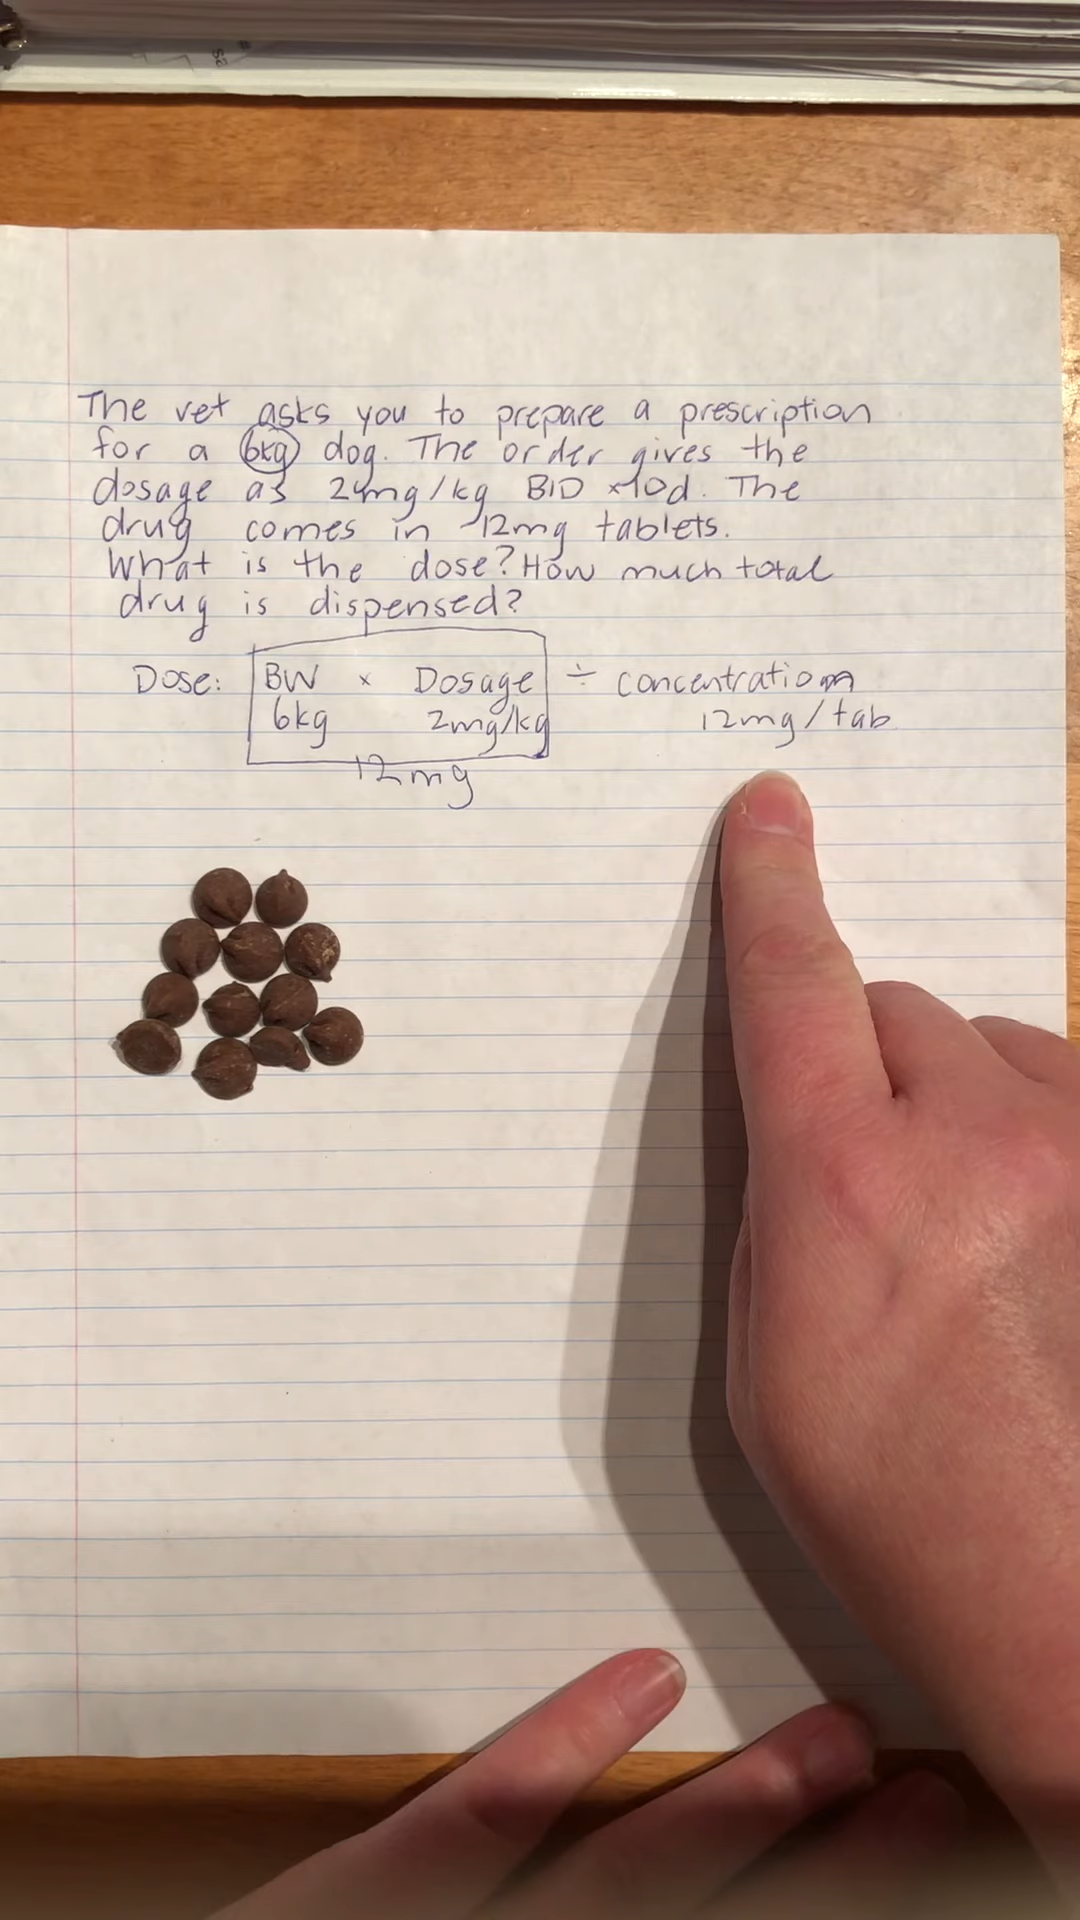 The vet asks you to prepare a prescription
for a 6kg dog. The order gives the
dosage as 2mg/kg BID x10d. The
drug comes in 12mg tablets.
What is the dose? How much total
drug is dispensed?
Dose: BW x Dosage ÷ concentration
6kg 2mg/kg 12mg/tab
12mg